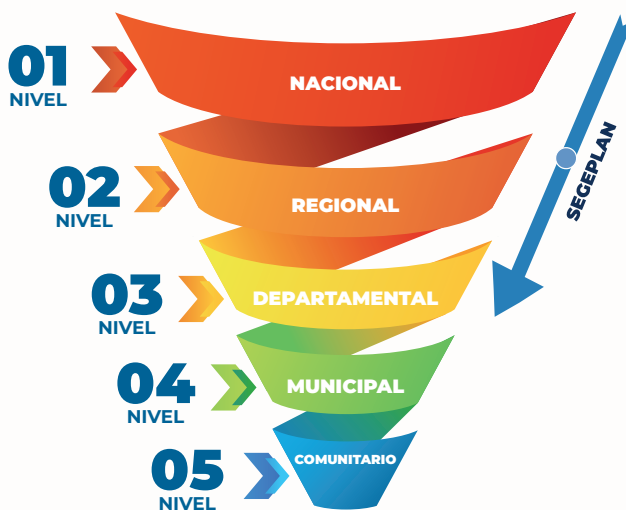 01
NIVEL
NACIONAL
SEGEPLAN
02
NIVEL
REGIONAL
03
NIVEL
DEPARTAMENTAL
04
NIVEL
MUNICIPAL
05
NIVEL
COMUNITARIO